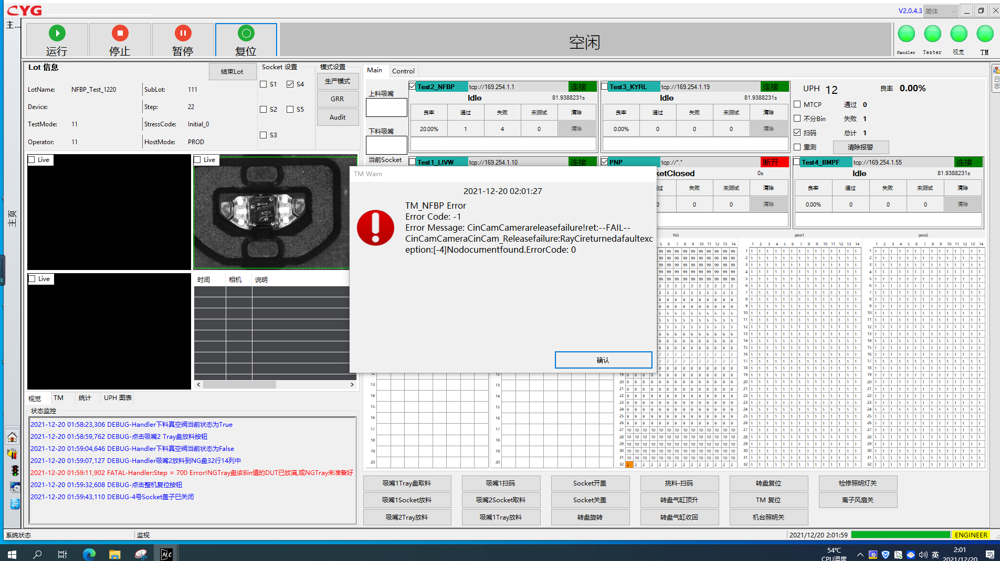 CYG
V2.0.4.3 简体
主...
运行 停止 暂停 复位
空闲
Handler Tester 视觉 TM
Lot 信息
结束Lot
LotName: NFBP_Test_1220 SubLot: 111
Device: Step: 22
TestMode: 11 StressCode: Initial_0
Operator: 11 HostMode: PROD
Socket 设置
S1 S4
S2 S5
S3
模式设置
生产模式
GRR
Audit
Main Control
上料吸嘴
下料吸嘴
当前Socket
Test2_NFBP tcp://169.254.1.1 连接
Idle 81.9388231s
良率 通过 失败 未测试 清除
20.00% 1 4 0 清除
Test3_KYRL tcp://169.254.1.19 连接
Idle 81.9388231s
良率 通过 失败 未测试 清除
0.00% 0 0 0 清除
UPH 12 良率 0.00%
MTCP 通过 0
不分Bin 失败 1
扫码 总计 1
重测 清除报警
日志
Test1_LIVW tcp://169.254.1.10 连接
PNP tcp://*.* 断开
ketClosed 0s
过 失败 未测试 清除
0 0 0 清除
Test4_BMPF tcp://169.254.1.55 连接
Idle 81.9388231s
良率 通过 失败 未测试 清除
0.00% 0 0 0 清除
Live
Live
Live
主页
时间 相机 说明
TM Warn
2021-12-20 02:01:27
TM_NFBP Error
Error Code: -1
Error Message: CinCamCamerareleasefailure!ret:--FAIL--
CinCamCameraCinCam_Releasefailure:RayCireturnedafaultexc
eption:[-4]Nodocumentfound.ErrorCode: 0
确认
NG pass1 pass2
视觉 TM 统计 UPH 图表
状态监控
2021-12-20 01:58:23,306 DEBUG-Handler下料真空阀当前状态为True
2021-12-20 01:58:59,762 DEBUG-点击吸嘴2 Tray盘放料按钮
2021-12-20 01:59:04,646 DEBUG-Handler下料真空阀当前状态为False
2021-12-20 01:59:07,127 DEBUG-Handler吸嘴2放料到NG盘32行14列中
2021-12-20 01:59:11,902 FATAL-Handler:Step = 700 Error!NGTray盘该Bin值的DUT已放满,或NGTray未准备好
2021-12-20 01:59:32,608 DEBUG-点击整机复位按钮
2021-12-20 01:59:43,110 DEBUG-4号Socket盖子已关闭
吸嘴1Tray盘取料 吸嘴1扫码 Socket开盖 挑料-扫码 转盘复位 检修照明灯关
吸嘴1Socket放料 吸嘴2Socket取料 Socket关盖 转盘气缸顶升 TM 复位 离子风扇关
吸嘴2Tray放料 吸嘴1Tray放料 转盘旋转 转盘气缸收回 机台照明关
系统状态 监视 2021/12/20 2:01:59 ENGINEER
ALC
54℃
CPU温度
英
2:01
2021/12/20